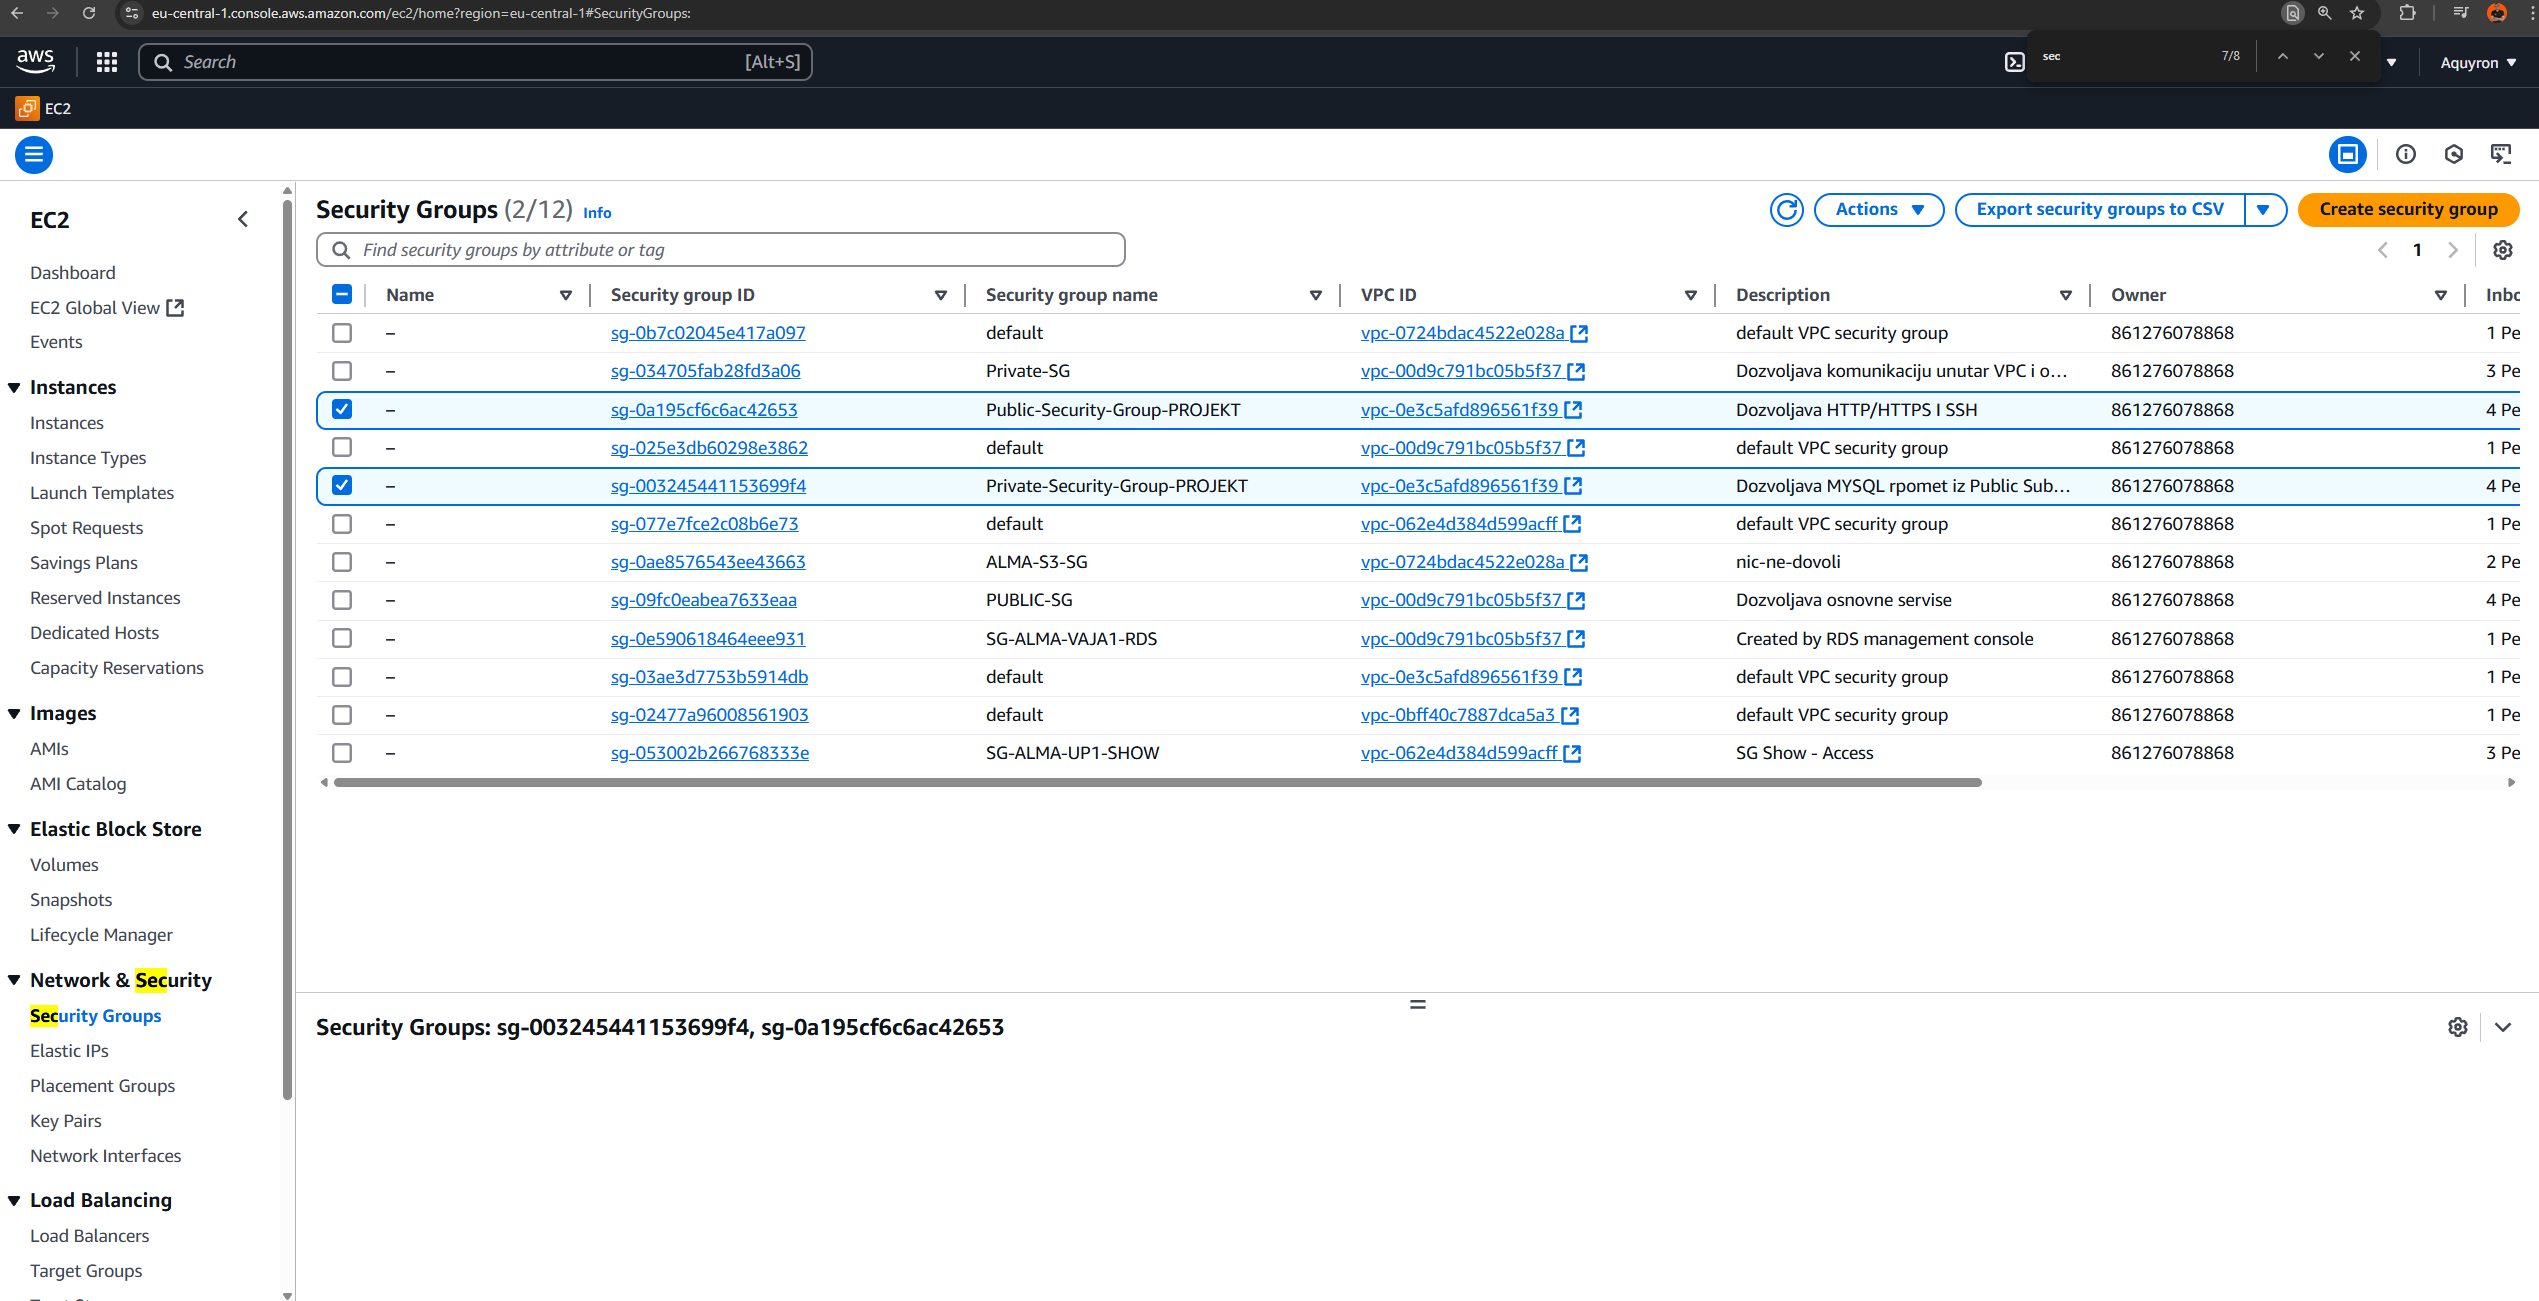 eu-central-1.console.aws.amazon.com/ec2/home?region=eu-central-1#SecurityGroups:
aws
Search
[Alt+S]
sec
7/8
Aquyron
EC2
EC2
Dashboard
EC2 Global View
Events
Instances
Instances
Instance Types
Launch Templates
Spot Requests
Savings Plans
Reserved Instances
Dedicated Hosts
Capacity Reservations
Images
AMIs
AMI Catalog
Elastic Block Store
Volumes
Snapshots
Lifecycle Manager
Network & Security
Security Groups
Elastic IPs
Placement Groups
Key Pairs
Network Interfaces
Load Balancing
Load Balancers
Target Groups
Security Groups (2/12) Info
Actions
Export security groups to CSV
Create security group
Find security groups by attribute or tag
1
Name Security group ID Security group name VPC ID Description Owner Inbo
– sg-0b7c02045e417a097 default vpc-0724bdac4522e028a default VPC security group 861276078868 1 Pe
– sg-034705fab28fd3a06 Private-SG vpc-00d9c791bc05b5f37 Dozvoljava komunikaciju unutar VPC i o... 861276078868 3 Pe
– sg-0a195cf6c6ac42653 Public-Security-Group-PROJEKT vpc-0e3c5afd896561f39 Dozvoljava HTTP/HTTPS I SSH 861276078868 4 Pe
– sg-025e3db60298e3862 default vpc-00d9c791bc05b5f37 default VPC security group 861276078868 1 Pe
– sg-003245441153699f4 Private-Security-Group-PROJEKT vpc-0e3c5afd896561f39 Dozvoljava MYSQL rpomet iz Public Sub... 861276078868 4 Pe
– sg-077e7fce2c08b6e73 default vpc-062e4d384d599acff default VPC security group 861276078868 1 Pe
– sg-0ae8576543ee43663 ALMA-S3-SG vpc-0724bdac4522e028a nic-ne-dovoli 861276078868 2 Pe
– sg-09fc0eabea7633eaa PUBLIC-SG vpc-00d9c791bc05b5f37 Dozvoljava osnovne servise 861276078868 4 Pe
– sg-0e590618464eee931 SG-ALMA-VAJA1-RDS vpc-00d9c791bc05b5f37 Created by RDS management console 861276078868 1 Pe
– sg-03ae3d7753b5914db default vpc-0e3c5afd896561f39 default VPC security group 861276078868 1 Pe
– sg-02477a96008561903 default vpc-0bff40c7887dca5a3 default VPC security group 861276078868 1 Pe
– sg-053002b266768333e SG-ALMA-UP1-SHOW vpc-062e4d384d599acff SG Show - Access 861276078868 3 Pe
Security Groups: sg-003245441153699f4, sg-0a195cf6c6ac42653